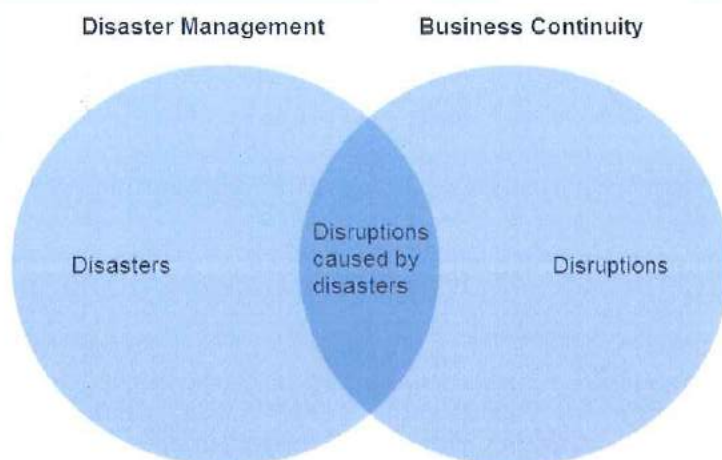 Disaster Management
Business Continuity
Disasters
Disruptions
caused by
disasters
Disruptions